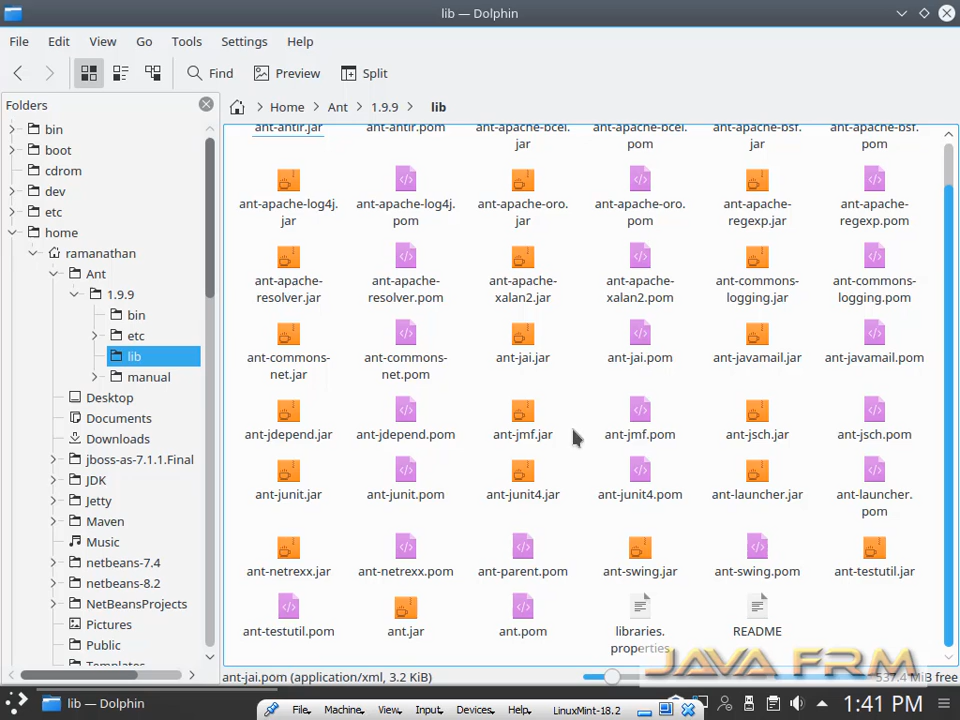 lib — Dolphin
File Edit View Go Tools Settings Help
Find Preview Split
Folders
Home Ant 1.9.9 lib
bin
boot
cdrom
dev
etc
home
ramanathan
Ant
1.9.9
bin
etc
lib
manual
Desktop
Documents
Downloads
jboss-as-7.1.1.Final
JDK
Jetty
Maven
Music
netbeans-7.4
netbeans-8.2
NetBeansProjects
Pictures
Public
Templates
ant-antlr.jar ant-antlr.pom ant-apache-bcel. ant-apache-bcel. ant-apache-bsf. ant-apache-bsf.
jar pom jar pom
ant-apache-log4j. ant-apache-log4j. ant-apache-oro. ant-apache-oro. ant-apache- ant-apache-
jar pom jar pom regexp.jar regexp.pom
ant-apache- ant-apache- ant-apache- ant-apache- ant-commons- ant-commons-
resolver.jar resolver.pom xalan2.jar xalan2.pom logging.jar logging.pom
ant-commons- ant-commons- ant-jai.jar ant-jai.pom ant-javamail.jar ant-javamail.pom
net.jar net.pom
ant-jdepend.jar ant-jdepend.pom ant-jmf.jar ant-jmf.pom ant-jsch.jar ant-jsch.pom
ant-junit.jar ant-junit.pom ant-junit4.jar ant-junit4.pom ant-launcher.jar ant-launcher.
pom
ant-netrexx.jar ant-netrexx.pom ant-parent.pom ant-swing.jar ant-swing.pom ant-testutil.jar
ant-testutil.pom ant.jar ant.pom libraries. README
properties
JAVA FRM
ant-jai.pom (application/xml, 3.2 KiB) 537.4 MiB free
lib — Dolphin File Machine View Input Devices Help LinuxMint-18.2 1:41 PM